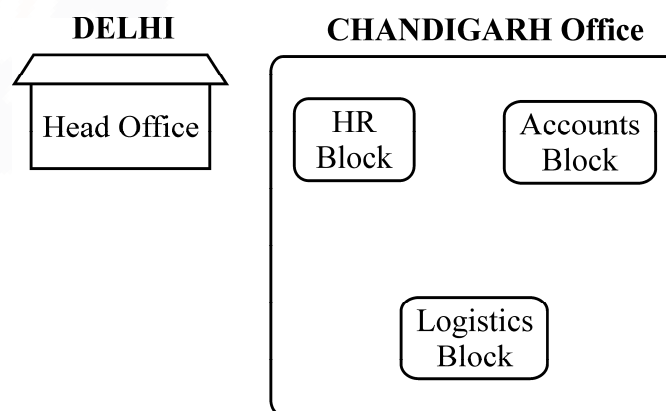 DELHI
CHANDIGARH Office
Head Office
HR
Block
Accounts
Block
Logistics
Block